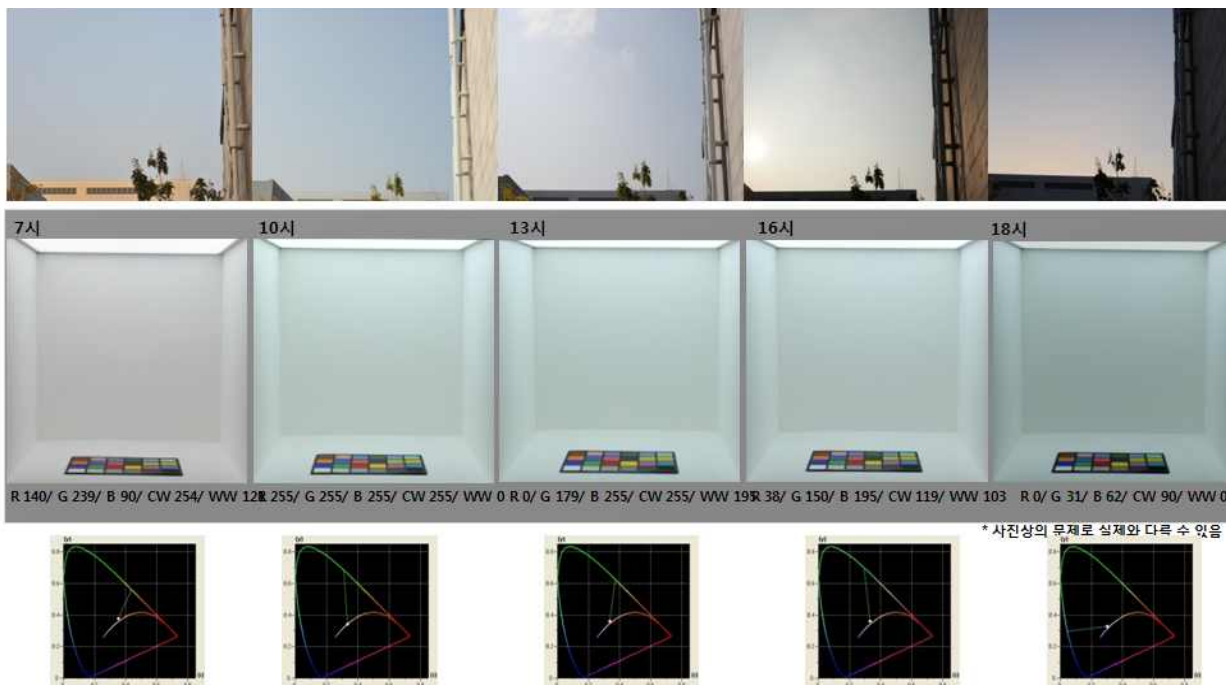 7시
10시
13시
16시
18시
R 140/ G 239/ B 90/ CW 254/ WW 128
R 255/ G 255/ B 255/ CW 255/ WW 0
R 0/ G 179/ B 255/ CW 255/ WW 195
R 38/ G 150/ B 195/ CW 119/ WW 103
R 0/ G 31/ B 62/ CW 90/ WW 0
* 사진상의 문제로 실제와 다를 수 있음